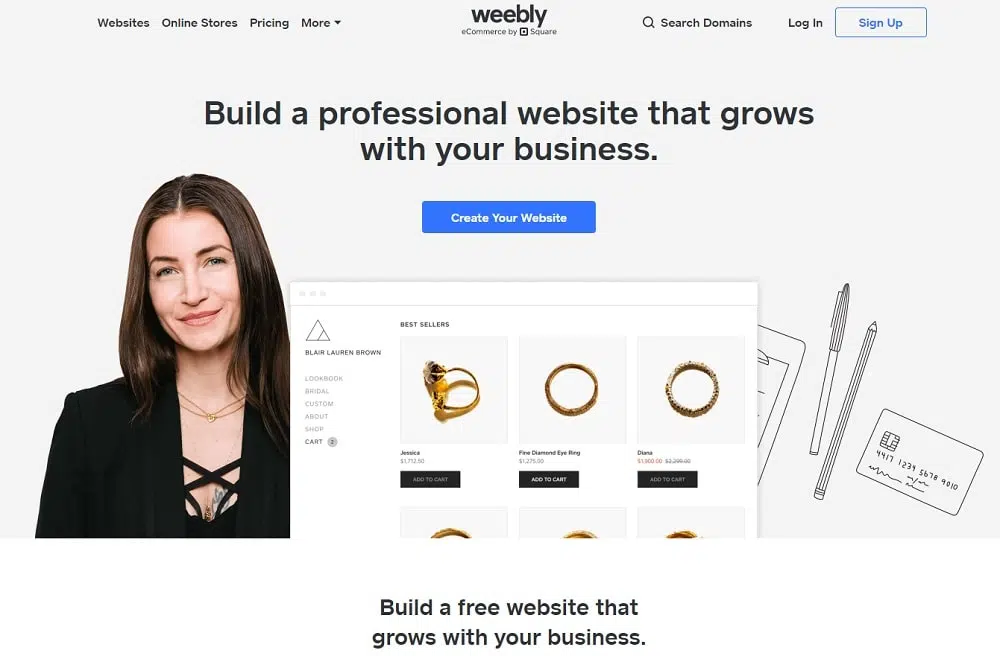 Websites Online Stores Pricing More
weebly
eCommerce by Square
Search Domains
Log In
Sign Up
Build a professional website that grows
with your business.
Create Your Website
BLAIR LAUREN BROWN
LOOKBOOK
BRIDAL
CUSTOM
ABOUT
SHOP
CART 2
BEST SELLERS
Jessica
$1,712.50
ADD TO CART
Fine Diamond Eye Ring
$1,275.00
ADD TO CART
Diana
$1,800.00 $2,299.00
ADD TO CART
4417 1234 5678 9010
Build a free website that
grows with your business.